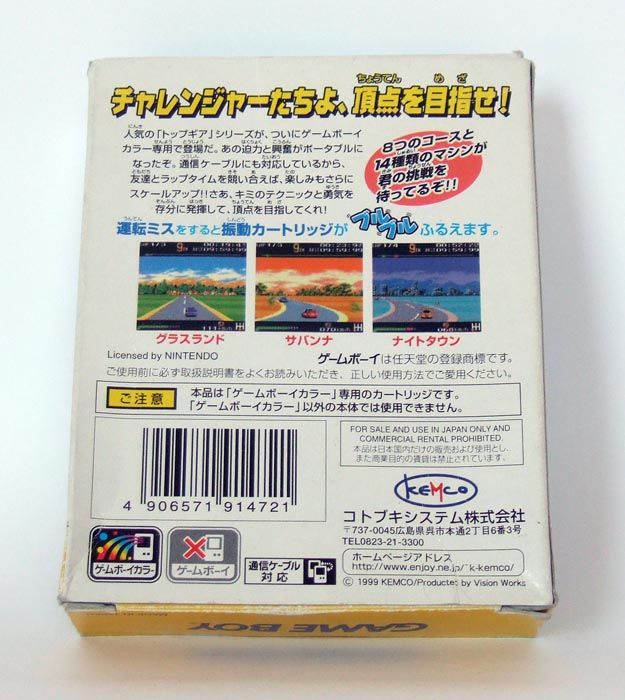 チャレンジャーたちよ、頂点を目指せ!
人気の「トップギア」シリーズが、ついにゲームボーイ
カラー専用で登場だ。あの迫力と興奮がポータブルに
なったぞ。通信ケーブルにも対応しているから、
友達とラップタイムを競い合えば、楽しみもさらに
スケールアップ!!さあ、キミのテクニックと勇気を
存分に発揮して、頂点を目指してくれ!
8つのコースと
14種類のマシンが
君の挑戦を
待ってるぞ!!
運転ミスをすると振動カートリッジが ブルブル ふるえます。
グラスランド サバンナ ナイトタウン
Licensed by NINTENDO ゲームボーイは任天堂の登録商標です。
ご使用前に必ず取扱説明書をよくお読みいただき、正しい使用方法でご愛用ください。
ご注意
本品は「ゲームボーイカラー」専用のカートリッジです。
「ゲームボーイカラー」以外の本体では使用できません。
FOR SALE AND USE IN JAPAN ONLY AND
COMMERCIAL RENTAL PROHIBITED.
本品は日本国内だけの販売および使用とし、
また商業目的の賃貸は禁止されています。
4 906571 914721
KEMCO
コトブキシステム株式会社
〒737-0045広島県呉市本通2丁目6番3号
TEL0823-21-3300
ホームページアドレス
http://www.enjoy.ne.jp/~k-kemco/
© 1999 KEMCO/Productet by Vision Works
ゲームボーイカラー
ゲームボーイ
通信ケーブル
対応
GAME BOY